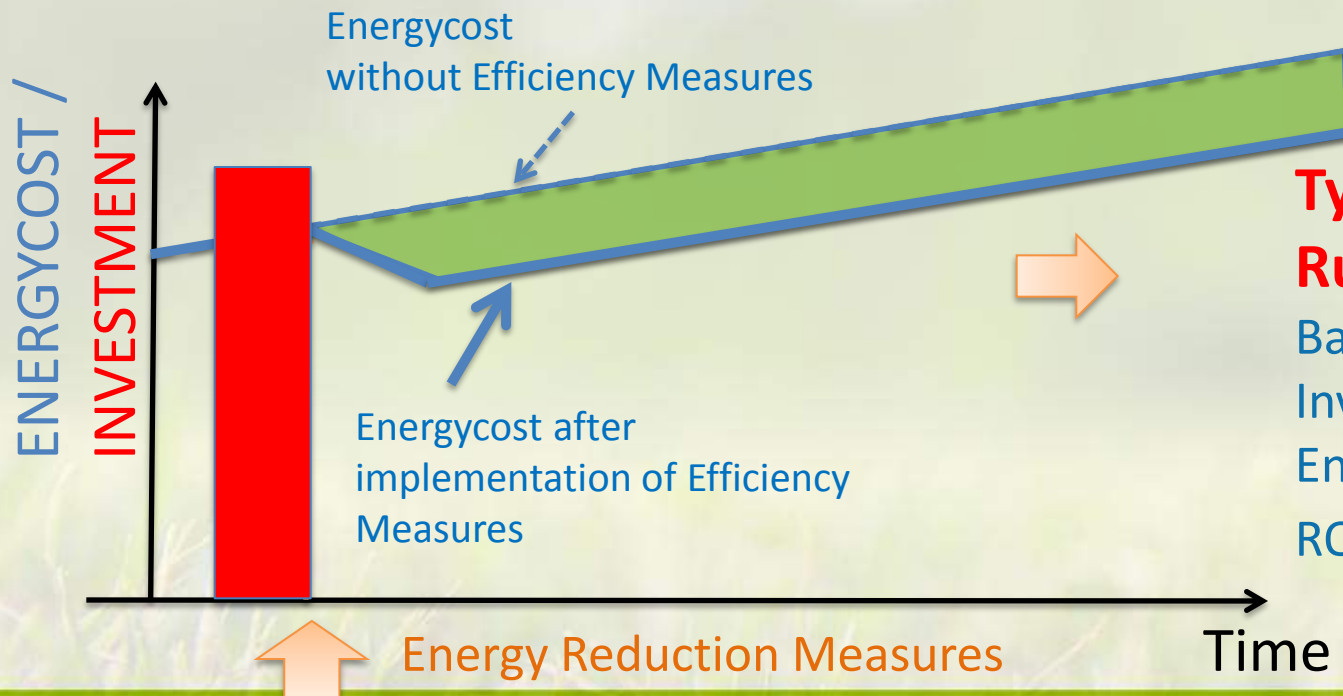 Energycost
without Efficiency Measures
ENERGYCOST /
INVESTMENT
Energycost after
implementation of Efficiency
Measures
Energy Reduction Measures
Time